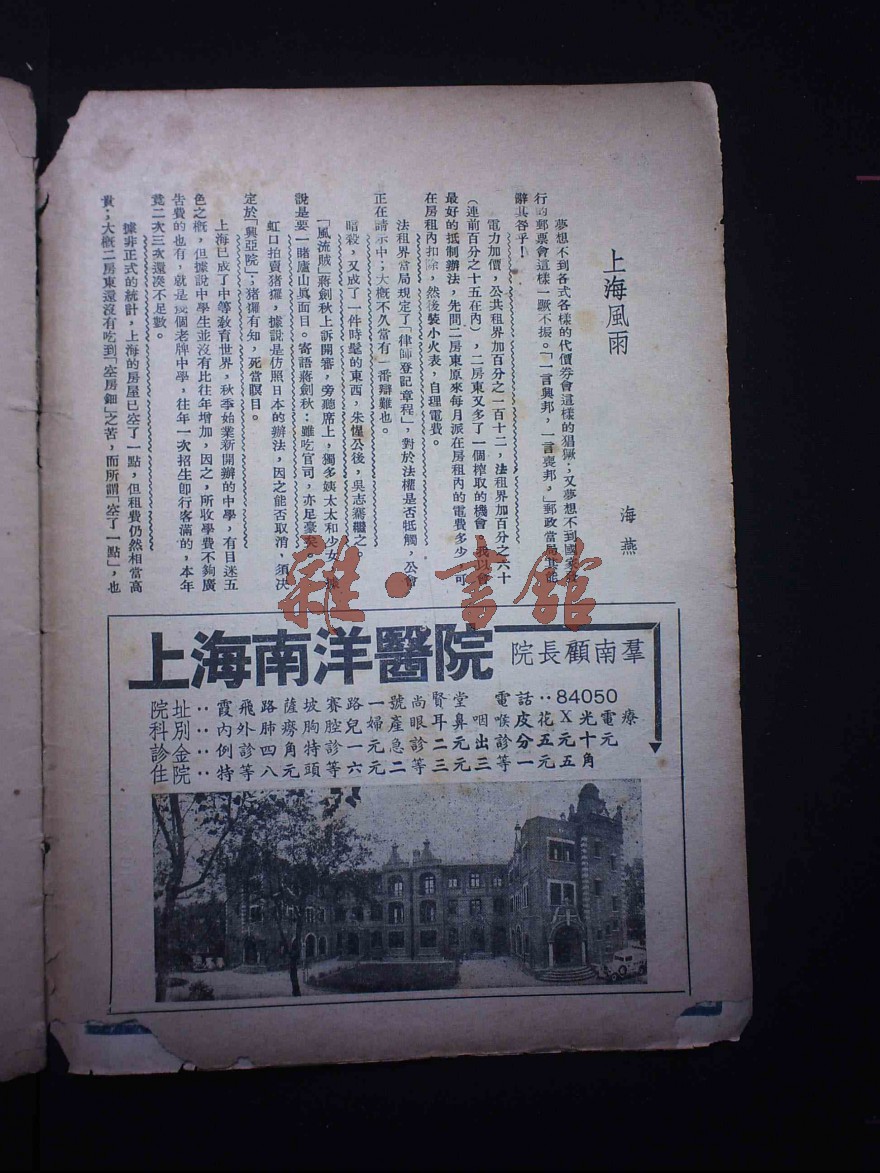 上海風雨
海燕
夢想不到各式各樣的代價券會這樣的猖獗；又夢想不到國家發
行的郵票會這樣一蹶不振。「一言興邦，一言喪邦，」郵政當局其能
辭其咎乎！
電力加價，公共租界加百分之一百十二，法租界加百分之六十
（連前百分之十五在內），二房東又多了一個榨取的機會，我以會
最好的抵制辦法，先問二房東原來每月派在房租內的電費多少，可
在房租內扣除，然後裝小火表，自理電費。
法租界當局規定了「律師登記章程」，對於法權是否牴觸，公會
正在請示中；大概不久當有一番辯難也。
暗殺，又成了一件時髦的東西，朱惺公後，吳志騫繼之。
「風流賊」蔣劍秋上訴開審，旁聽席上，獨多姨太太和少女，據
說是要一睹廬山眞面目。寄語蔣劍秋：雖吃官司，亦足豪矣。
虹口拍賣猪玀，據說是仿照日本的辦法，因之能否取消，須決
定於「興亞院」；猪玀有知，死當瞑目。
上海已成了中等敎育世界，秋季始業新開辦的中學，有目迷五
色之概，但據說中學生並沒有比往年增加，因之，所收學費不夠廣
告費的也有，就是幾個老牌中學，往年一次招生卽行客滿的，本年
竟二次三次還湊不足數。
據非正式的統計，上海的房屋已空了一點，但租費仍然相當高
貴；大概二房東還沒有吃到「空房鈿」之苦，而所謂「空了一點」，也
雜·書館
上海南洋醫院
院長顧南羣
院址‥霞飛路薩坡賽路一號尚賢堂 電話‥84050
科別‥內外肺癆胸腔兒婦產眼耳鼻咽喉皮花X光電療
診金‥例診等四角特診一元急診二元出診分五元十元
住院‥特等八元頭等六元二等三元三等一元五角